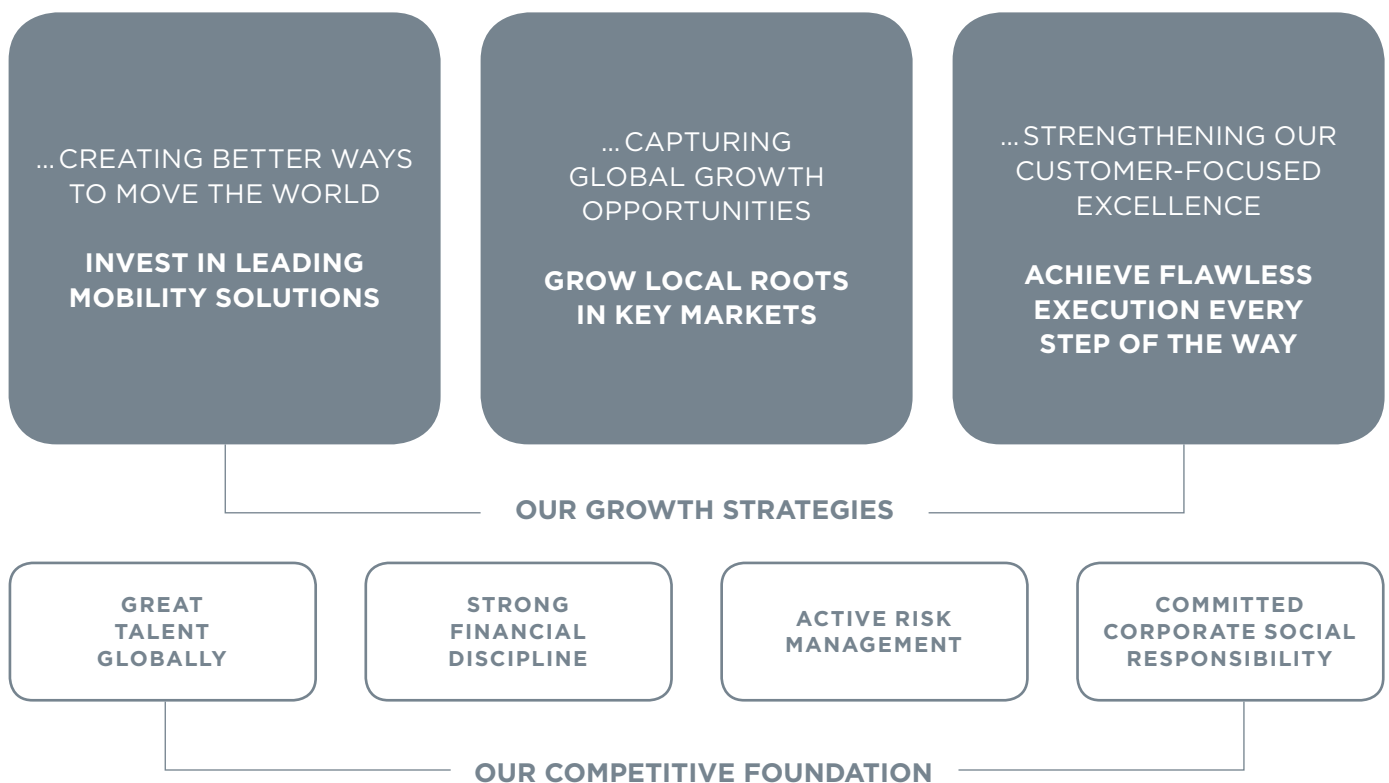 ...CREATING BETTER WAYS
TO MOVE THE WORLD
INVEST IN LEADING
MOBILITY SOLUTIONS
...CAPTURING
GLOBAL GROWTH
OPPORTUNITIES
GROW LOCAL ROOTS
IN KEY MARKETS
...STRENGTHENING OUR
CUSTOMER-FOCUSED
EXCELLENCE
ACHIEVE FLAWLESS
EXECUTION EVERY
STEP OF THE WAY
OUR GROWTH STRATEGIES
GREAT
TALENT
GLOBALLY
STRONG
FINANCIAL
DISCIPLINE
ACTIVE RISK
MANAGEMENT
COMMITTED
CORPORATE SOCIAL
RESPONSIBILITY
OUR COMPETITIVE FOUNDATION